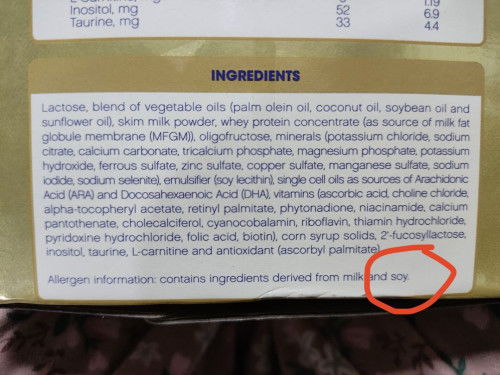 Inositol, mg 52 6.9
Taurine, mg 33 4.4
INGREDIENTS
Lactose, blend of vegetable oils (palm olein oil, coconut oil, soybean oil and
sunflower oil), skim milk powder, whey protein concentrate (as source of milk fat
globule membrane (MFGM)), oligofructose, minerals (potassium chloride, sodium
citrate, calcium carbonate, tricalcium phosphate, magnesium phosphate, potassium
hydroxide, ferrous sulfate, zinc sulfate, copper sulfate, manganese sulfate, sodium
iodide, sodium selenite), emulsifier (soy lecithin), single cell oils as sources of Arachidonic
Acid (ARA) and Docosahexaenoic Acid (DHA), vitamins (ascorbic acid, choline chloride,
alpha-tocopheryl acetate, retinyl palmitate, phytonadione, niacinamide, calcium
pantothenate, cholecalciferol, cyanocobalamin, riboflavin, thiamin hydrochloride,
pyridoxine hydrochloride, folic acid, biotin), corn syrup solids, 2'-fucosyllactose,
inositol, taurine, L-carnitine and antioxidant (ascorbyl palmitate)
Allergen information: contains ingredients derived from milk and soy.